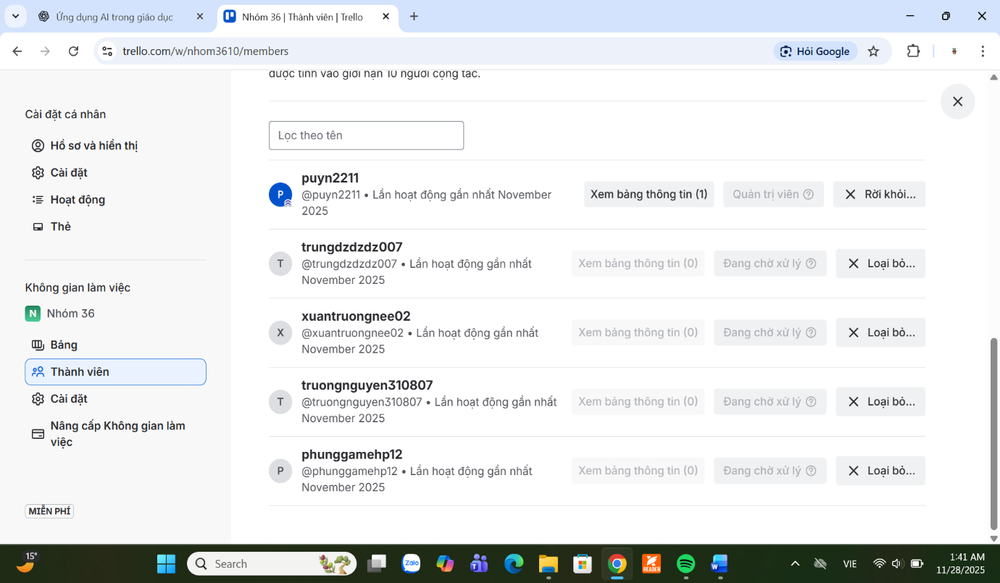 Ứng dụng AI trong giáo dục
Nhóm 36 | Thành viên | Trello
trello.com/w/nhom3610/members
Hỏi Google
được tính vào giới hạn 10 người cộng tác.
Cài đặt cá nhân
Hồ sơ và hiển thị
Cài đặt
Hoạt động
Thẻ
Không gian làm việc
N Nhóm 36
Bảng
Thành viên
Cài đặt
Nâng cấp Không gian làm
việc
MIỄN PHÍ
Lọc theo tên
P
puyn2211
@puyn2211 • Lần hoạt động gần nhất November
2025
Xem bảng thông tin (1)
Quản trị viên
Rời khỏi...
T
trungdzdzdz007
@trungdzdzdz007 • Lần hoạt động gần nhất
November 2025
Xem bảng thông tin (0)
Đang chờ xử lý
Loại bỏ...
X
xuantruongnee02
@xuantruongnee02 • Lần hoạt động gần nhất
November 2025
Xem bảng thông tin (0)
Đang chờ xử lý
Loại bỏ...
T
truongnguyen310807
@truongnguyen310807 • Lần hoạt động gần nhất
November 2025
Xem bảng thông tin (0)
Đang chờ xử lý
Loại bỏ...
P
phunggamehp12
@phunggamehp12 • Lần hoạt động gần nhất
November 2025
Xem bảng thông tin (0)
Đang chờ xử lý
Loại bỏ...
15°
Search
Zalo
READER
VIE
1:41 AM
11/28/2025